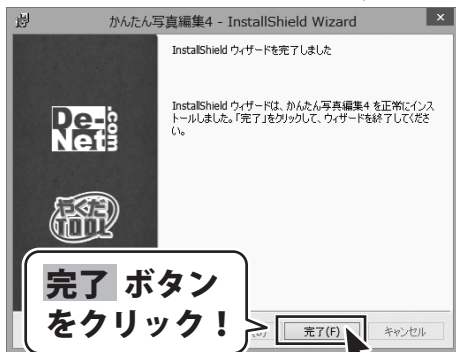 かんたん写真編集4 - InstallShield Wizard
InstallShield ウィザードを完了しました
InstallShield ウィザードは、かんたん写真編集4 を正常にインス
トールしました。「完了」をクリックして、ウィザードを終了してくださ
い。
De-Net.com
やくだ!
TOOL
完了 ボタン
をクリック!
完了(F)
キャンセル